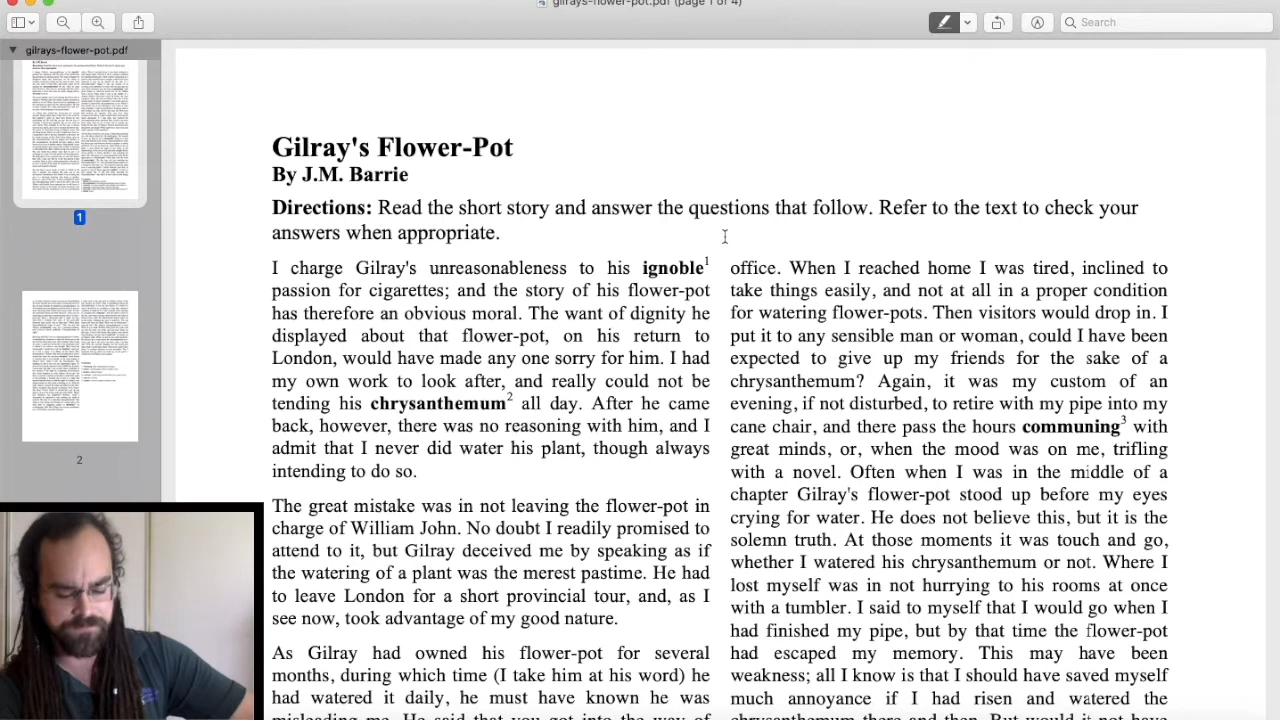 gilrays-flower-pot.pdf (page 1 of 4)
Search
gilrays-flower-pot.pdf
1
2
Gilray's Flower-Pot
By J.M. Barrie
Directions: Read the short story and answer the questions that follow. Refer to the text to check your
answers when appropriate.
I charge Gilray's unreasonableness to his ignoble1
passion for cigarettes; and the story of his flower-pot
has therefore an obvious moral. The want of dignity he
displayed about that flower-pot, on his return to
London, would have made any one sorry for him. I had
my own work to look after, and really could not be
tending his chrysanthemum2 all day. After he came
back, however, there was no reasoning with him, and I
admit that I never did water his plant, though always
intending to do so.
The great mistake was in not leaving the flower-pot in
charge of William John. No doubt I readily promised to
attend to it, but Gilray deceived me by speaking as if
the watering of a plant was the merest pastime. He had
to leave London for a short provincial tour, and, as I
see now, took advantage of my good nature.
As Gilray had owned his flower-pot for several
months, during which time (I take him at his word) he
had watered it daily, he must have known he was
misleading me. He said that you got into the way of
office. When I reached home I was tired, inclined to
take things easily, and not at all in a proper condition
for watering flower-pots. Then visitors would drop in. I
put it to any sensible man or woman, could I have been
expected to give up my friends for the sake of a
chrysanthemum? Again, it was my custom of an
evening, if not disturbed, to retire with my pipe into my
cane chair, and there pass the hours communing3 with
great minds, or, when the mood was on me, trifling
with a novel. Often when I was in the middle of a
chapter Gilray's flower-pot stood up before my eyes
crying for water. He does not believe this, but it is the
solemn truth. At those moments it was touch and go,
whether I watered his chrysanthemum or not. Where I
lost myself was in not hurrying to his rooms at once
with a tumbler. I said to myself that I would go when I
had finished my pipe, but by that time the flower-pot
had escaped my memory. This may have been
weakness; all I know is that I should have saved myself
much annoyance if I had risen and watered the
chrysanthemum there and then. But would it not have